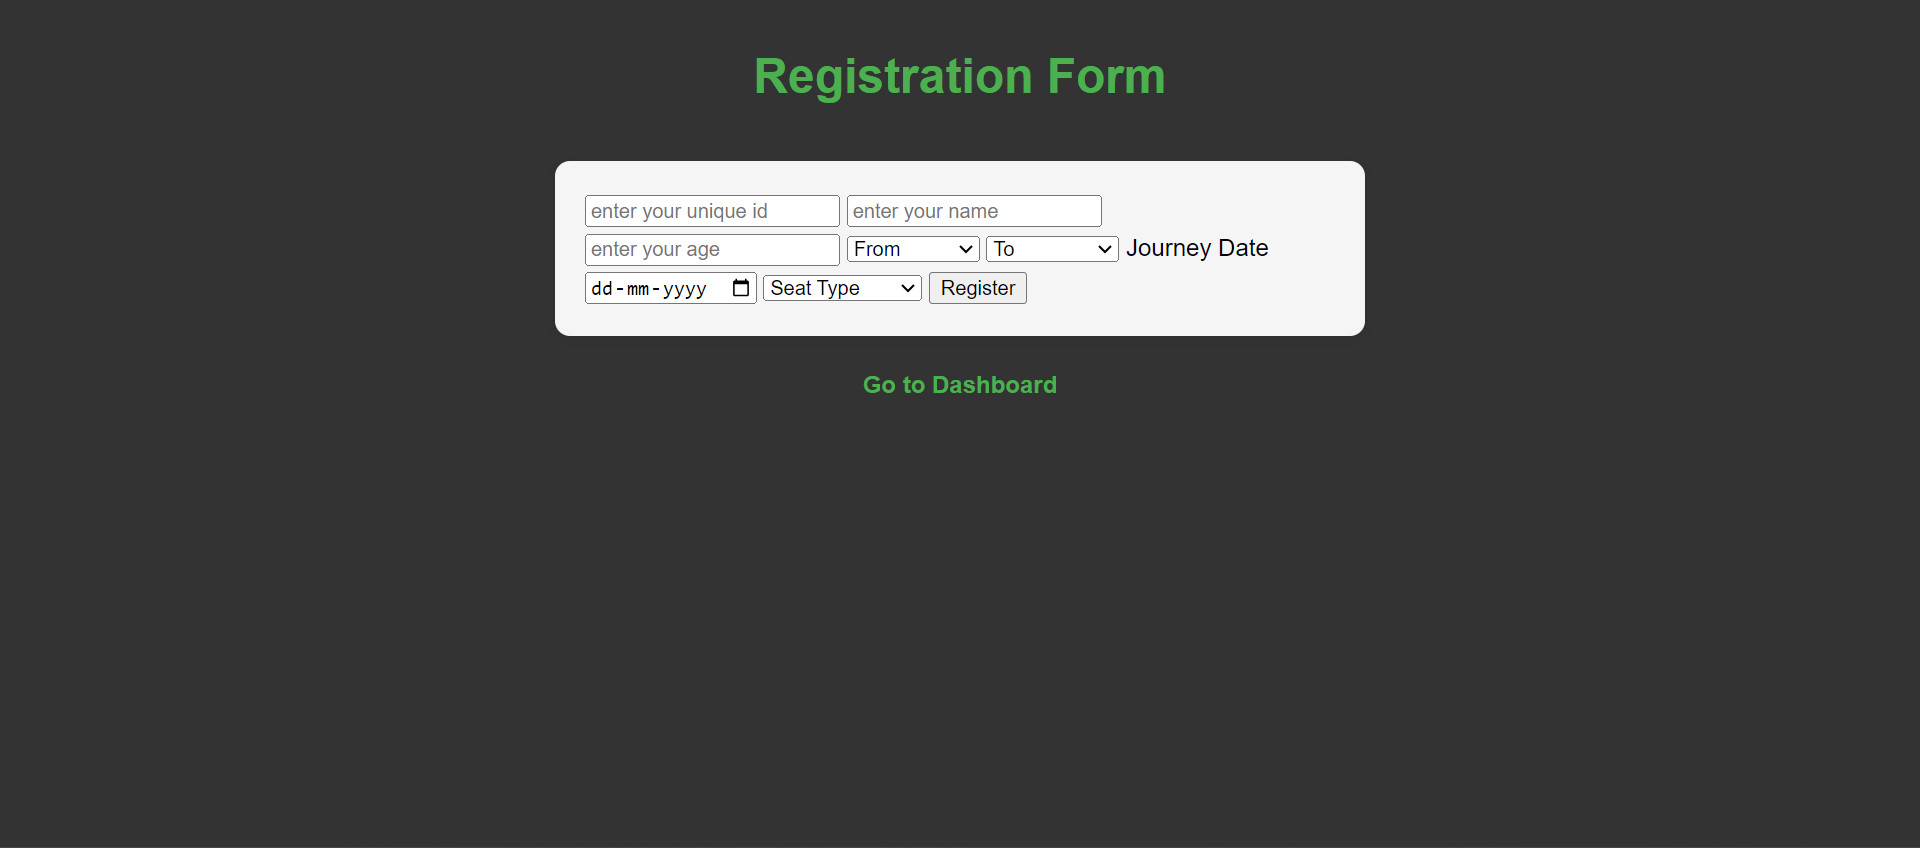 Registration Form
enter your unique id enter your name
enter your age From To Journey Date
dd-mm-yyyy Seat Type Register
Go to Dashboard